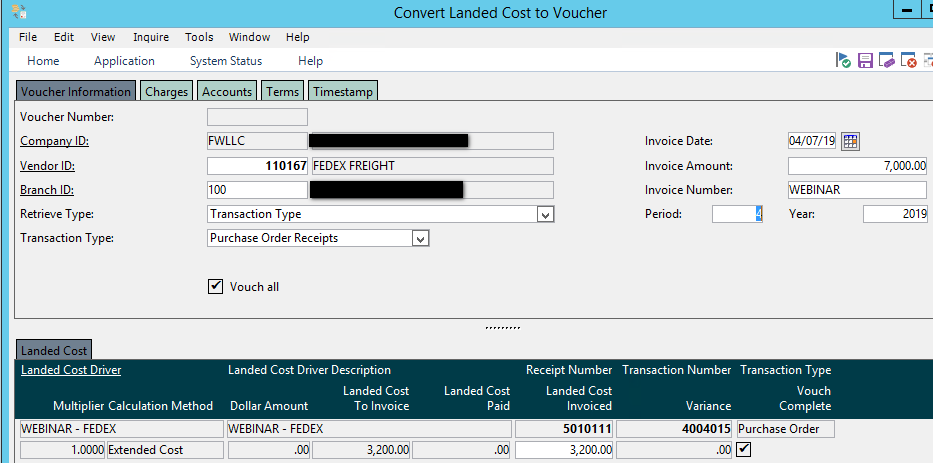 Convert Landed Cost to Voucher
File Edit View Inquire Tools Window Help
Home Application System Status Help
Voucher Information Charges Accounts Terms Timestamp
Voucher Number:
Company ID: FWLLC Invoice Date: 04/07/19
Vendor ID: 110167 FEDEX FREIGHT Invoice Amount: 7,000.00
Branch ID: 100 Invoice Number: WEBINAR
Retrieve Type: Transaction Type Period: 4 Year: 2019
Transaction Type: Purchase Order Receipts
Vouch all
Landed Cost
Landed Cost Driver Landed Cost Driver Description Receipt Number Transaction Number Transaction Type
Landed Cost Landed Cost Landed Cost Vouch
Multiplier Calculation Method Dollar Amount To Invoice Paid Invoiced Variance Complete
WEBINAR - FEDEX WEBINAR - FEDEX 5010111 4004015 Purchase Order
1.0000 Extended Cost .00 3,200.00 .00 3,200.00 .00